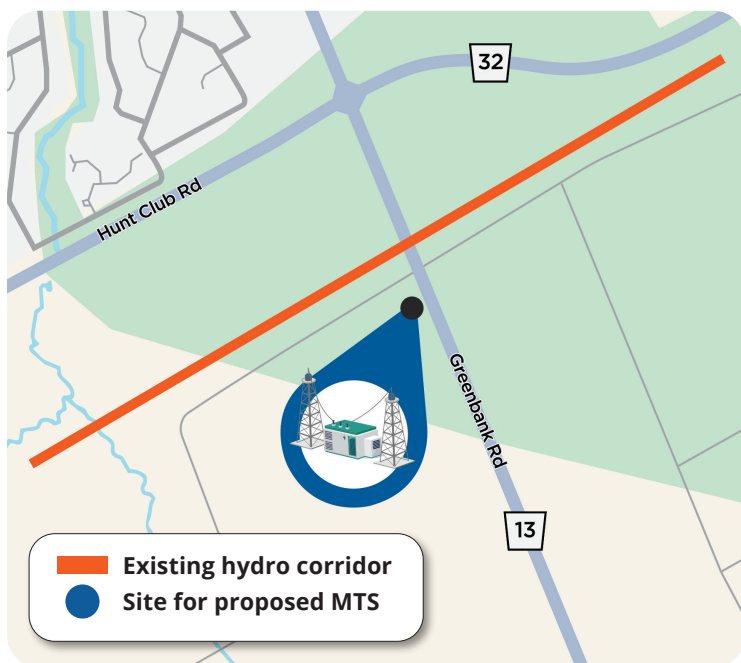 32
Hunt Club Rd
Greenbank Rd
13
Existing hydro corridor
Site for proposed MTS